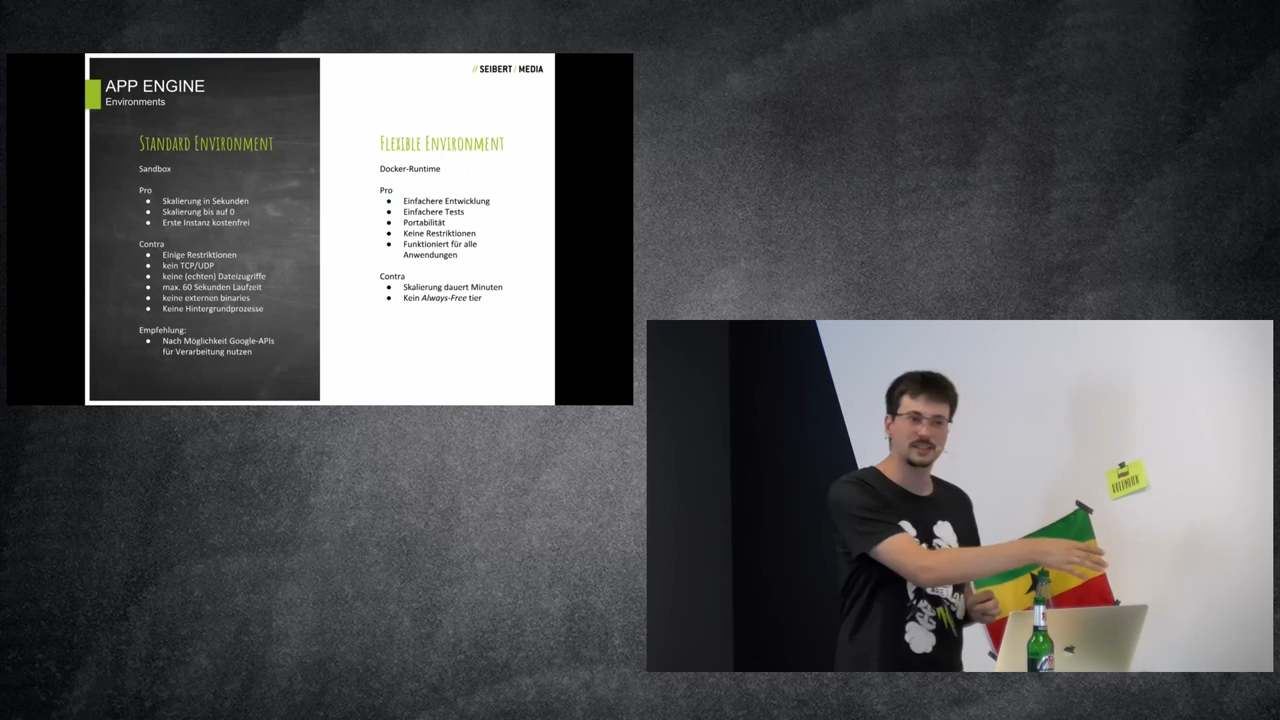 APP ENGINE
Environments
// SEIBERT / MEDIA
STANDARD ENVIRONMENT
Sandbox
Pro
● Skalierung in Sekunden
● Skalierung bis auf 0
● Erste Instanz kostenfrei
Contra
● Einige Restriktionen
● kein TCP/UDP
● keine (echten) Dateizugriffe
● max. 60 Sekunden Laufzeit
● keine externen binaries
● Keine Hintergrundprozesse
Empfehlung:
● Nach Möglichkeit Google-APIs
für Verarbeitung nutzen
FLEXIBLE ENVIRONMENT
Docker-Runtime
Pro
● Einfachere Entwicklung
● Einfachere Tests
● Portabilität
● Keine Restriktionen
● Funktioniert für alle
Anwendungen
Contra
● Skalierung dauert Minuten
● Kein Always-Free tier